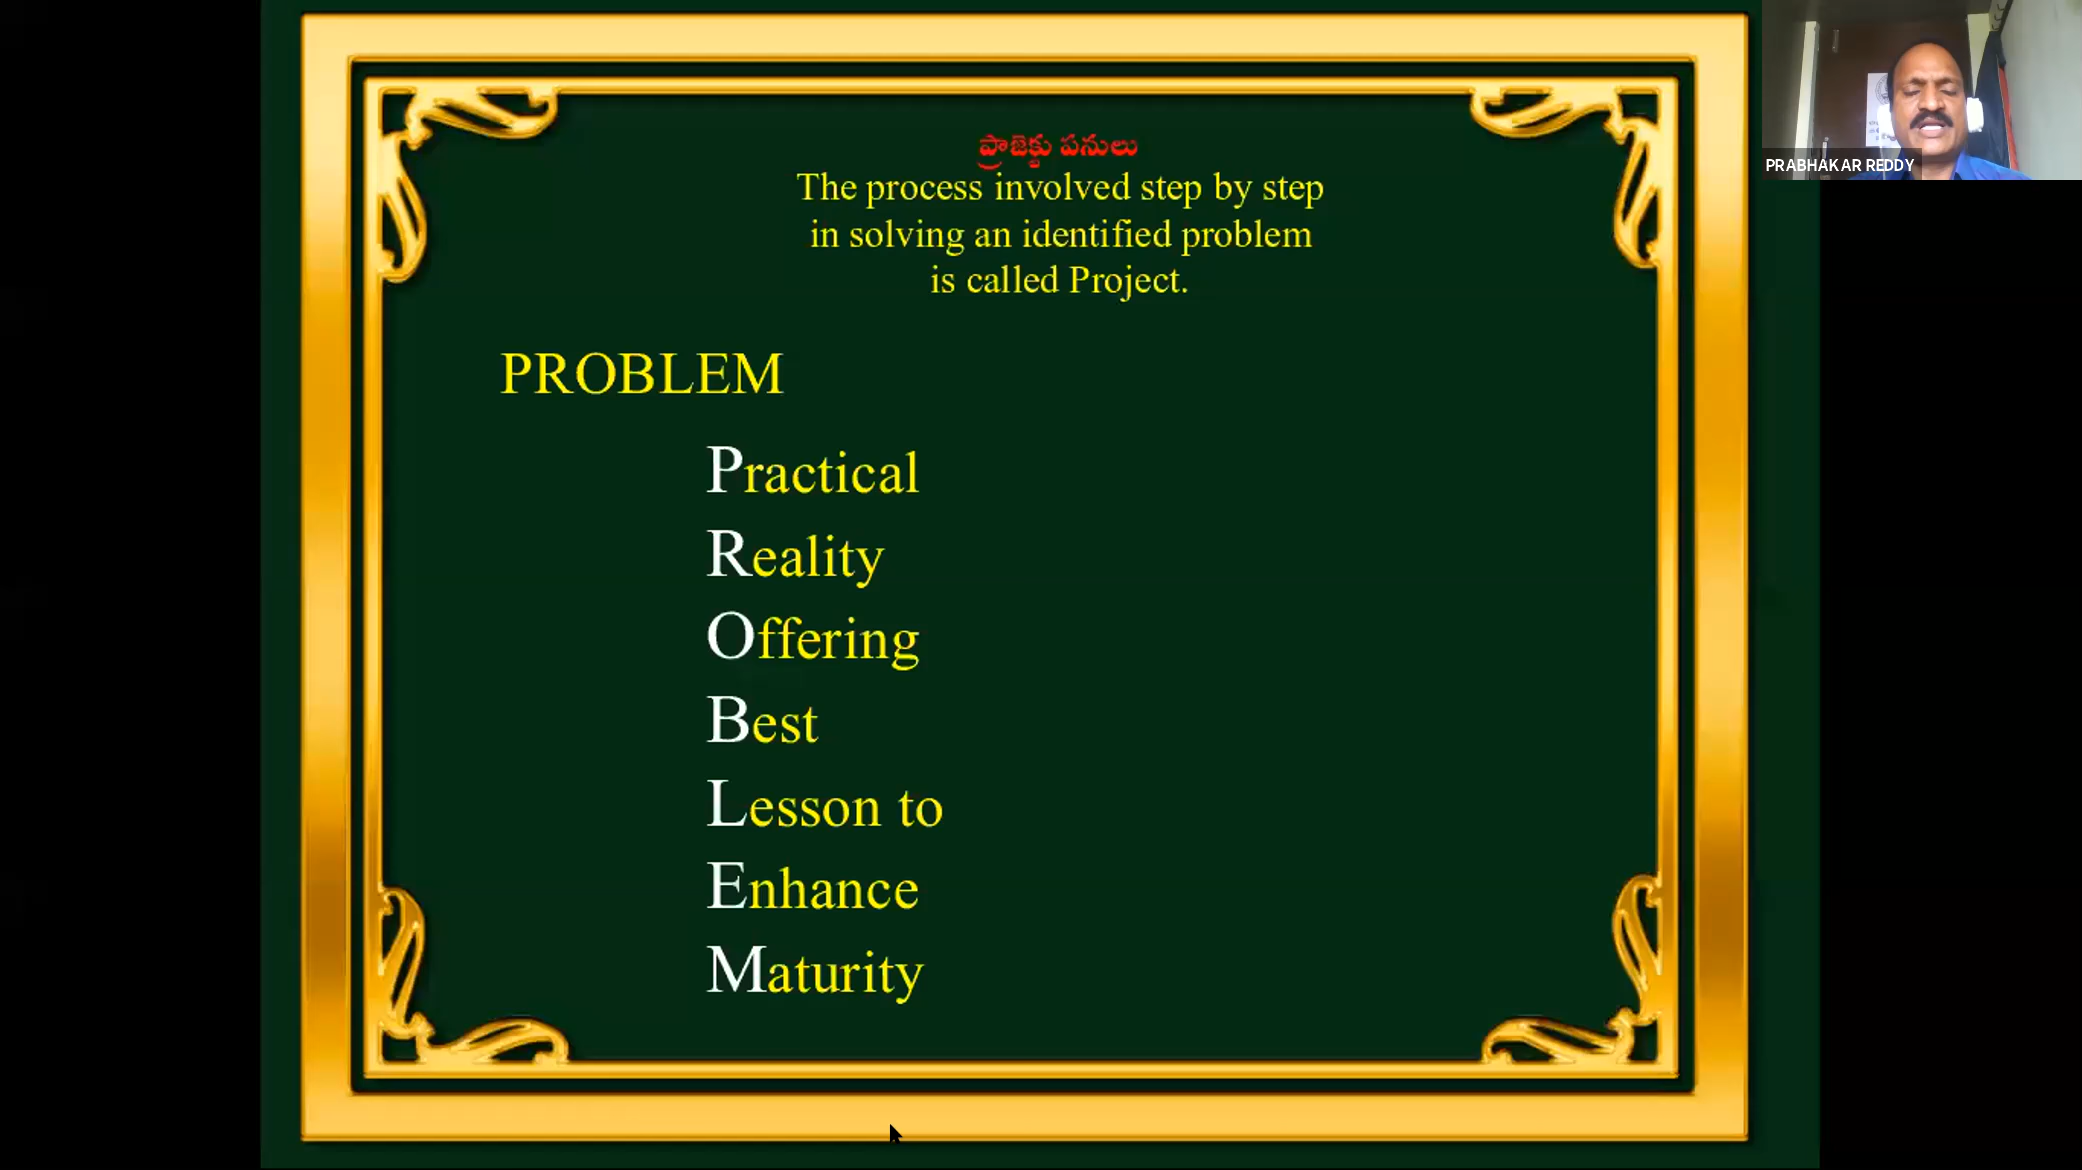 ప్రాజెక్టు పనులు
The process involved step by step
in solving an identified problem
is called Project.
PROBLEM
Practical
Reality
Offering
Best
Lesson to
Enhance
Maturity
PRABHAKAR REDDY